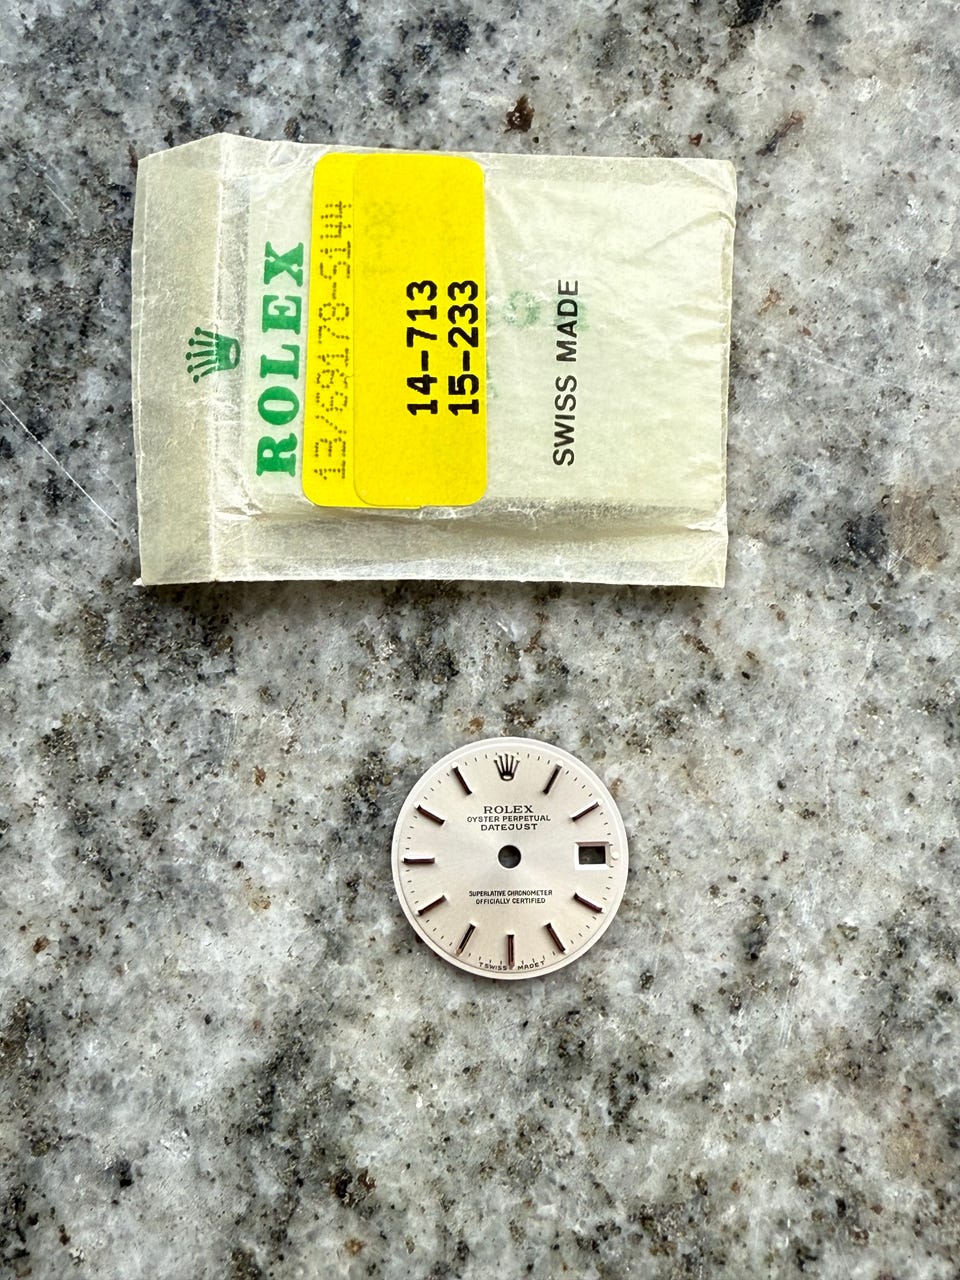 ROLEX
13/69178-5144
14-713
15-233
SWISS MADE
ROLEX
OYSTER PERPETUAL
DATEJUST
SUPERLATIVE CHRONOMETER
OFFICIALLY CERTIFIED
T SWISS MADE T